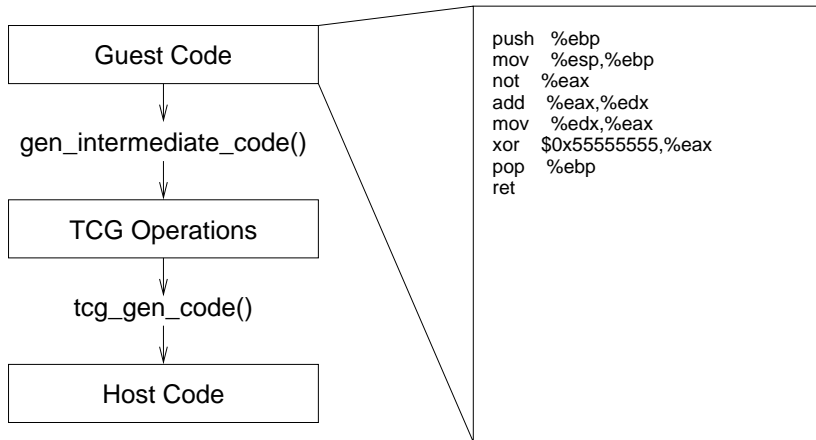 Guest Code
gen_intermediate_code()
TCG Operations
tcg_gen_code()
Host Code
push %ebp
mov %esp,%ebp
not %eax
add %eax,%edx
mov %edx,%eax
xor $0x55555555,%eax
pop %ebp
ret